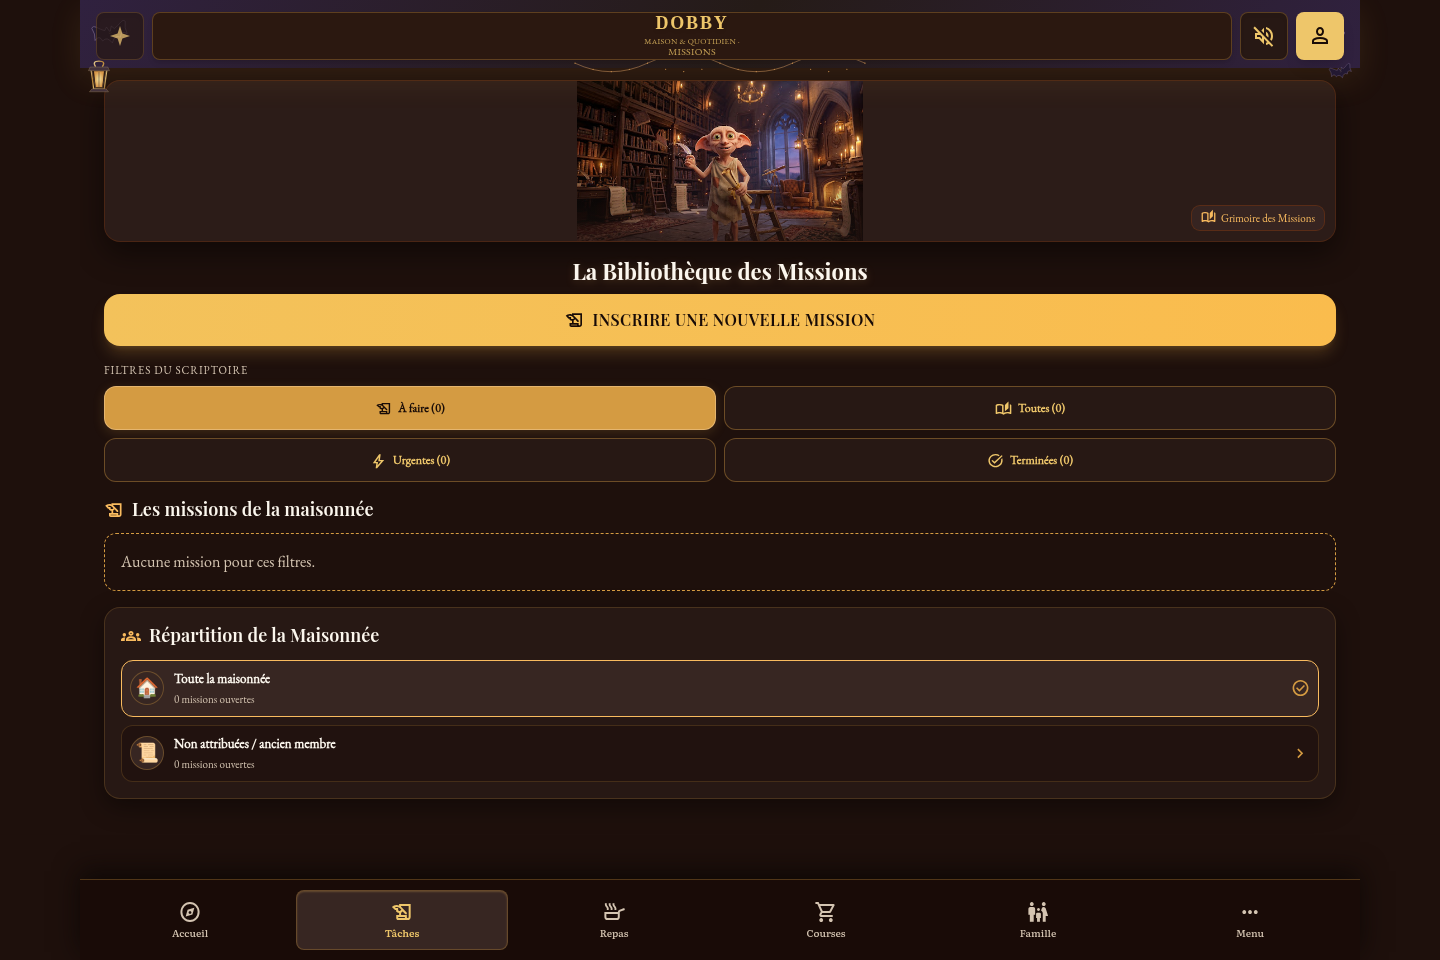 DOBBY
MAISON & QUOTIDIEN ·
MISSIONS
Grimoire des Missions
La Bibliothèque des Missions
INSCRIRE UNE NOUVELLE MISSION
FILTRES DU SCRIPTOIRE
À faire (0)
Toutes (0)
Urgentes (0)
Terminées (0)
Les missions de la maisonnée
Aucune mission pour ces filtres.
Répartition de la Maisonnée
Toute la maisonnée
0 missions ouvertes
Non attribuées / ancien membre
0 missions ouvertes
Accueil
Tâches
Repas
Courses
Famille
Menu